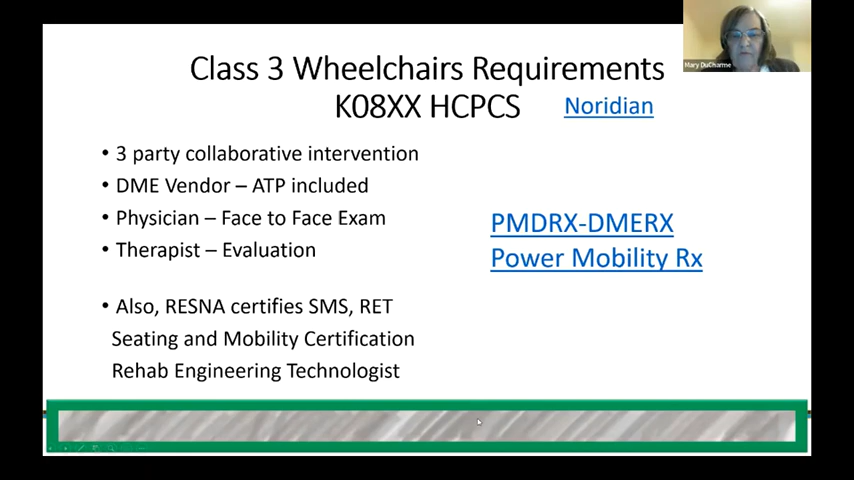 Class 3 Wheelchairs Requirements
K08XX HCPCS
Noridian
Mary DuCharme
• 3 party collaborative intervention
• DME Vendor – ATP included
• Physician – Face to Face Exam
• Therapist – Evaluation
PMDRX-DMERX
Power Mobility Rx
• Also, RESNA certifies SMS, RET
Seating and Mobility Certification
Rehab Engineering Technologist